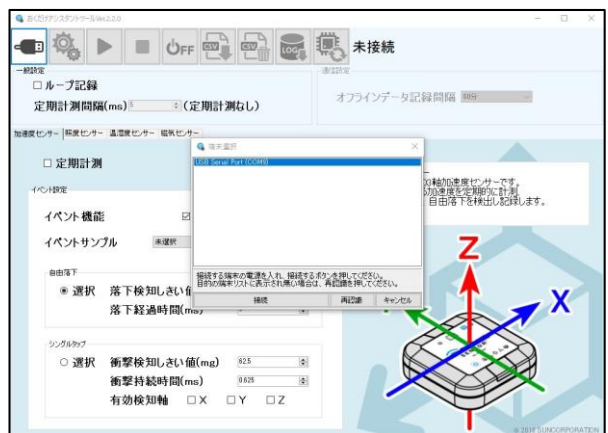 おくだけアシスタントツールVer.2.2.0
OFF CSV CSV LOG 未接続
一般設定
ループ記録
定期計測間隔(ms) 5 (定期計測なし)
通信設定
オフラインデータ記録間隔 60分
加速度センサー 照度センサー 温湿度センサー 磁気センサー
定期計測
イベント設定
イベント機能
イベントサンプル 未選択
自由落下
選択 落下検知しきい値
落下経過時間(ms)
シングルタップ
選択 衝撃検知しきい値(mg) 62.5
衝撃持続時間(ms) 0.625
有効検知軸 X Y Z
端末選択
USB Serial Port (COM9)
接続する端末の電源を入れ、接続するボタンを押してください。
目的の端末リストに表示され無い場合は、再認識を押してください。
接続 再認識 キャンセル
軸加速度センサーです。
加速度を定期的に計測
自由落下を検出し記録します。
Z
X
© 2018 SUNCORPORATION